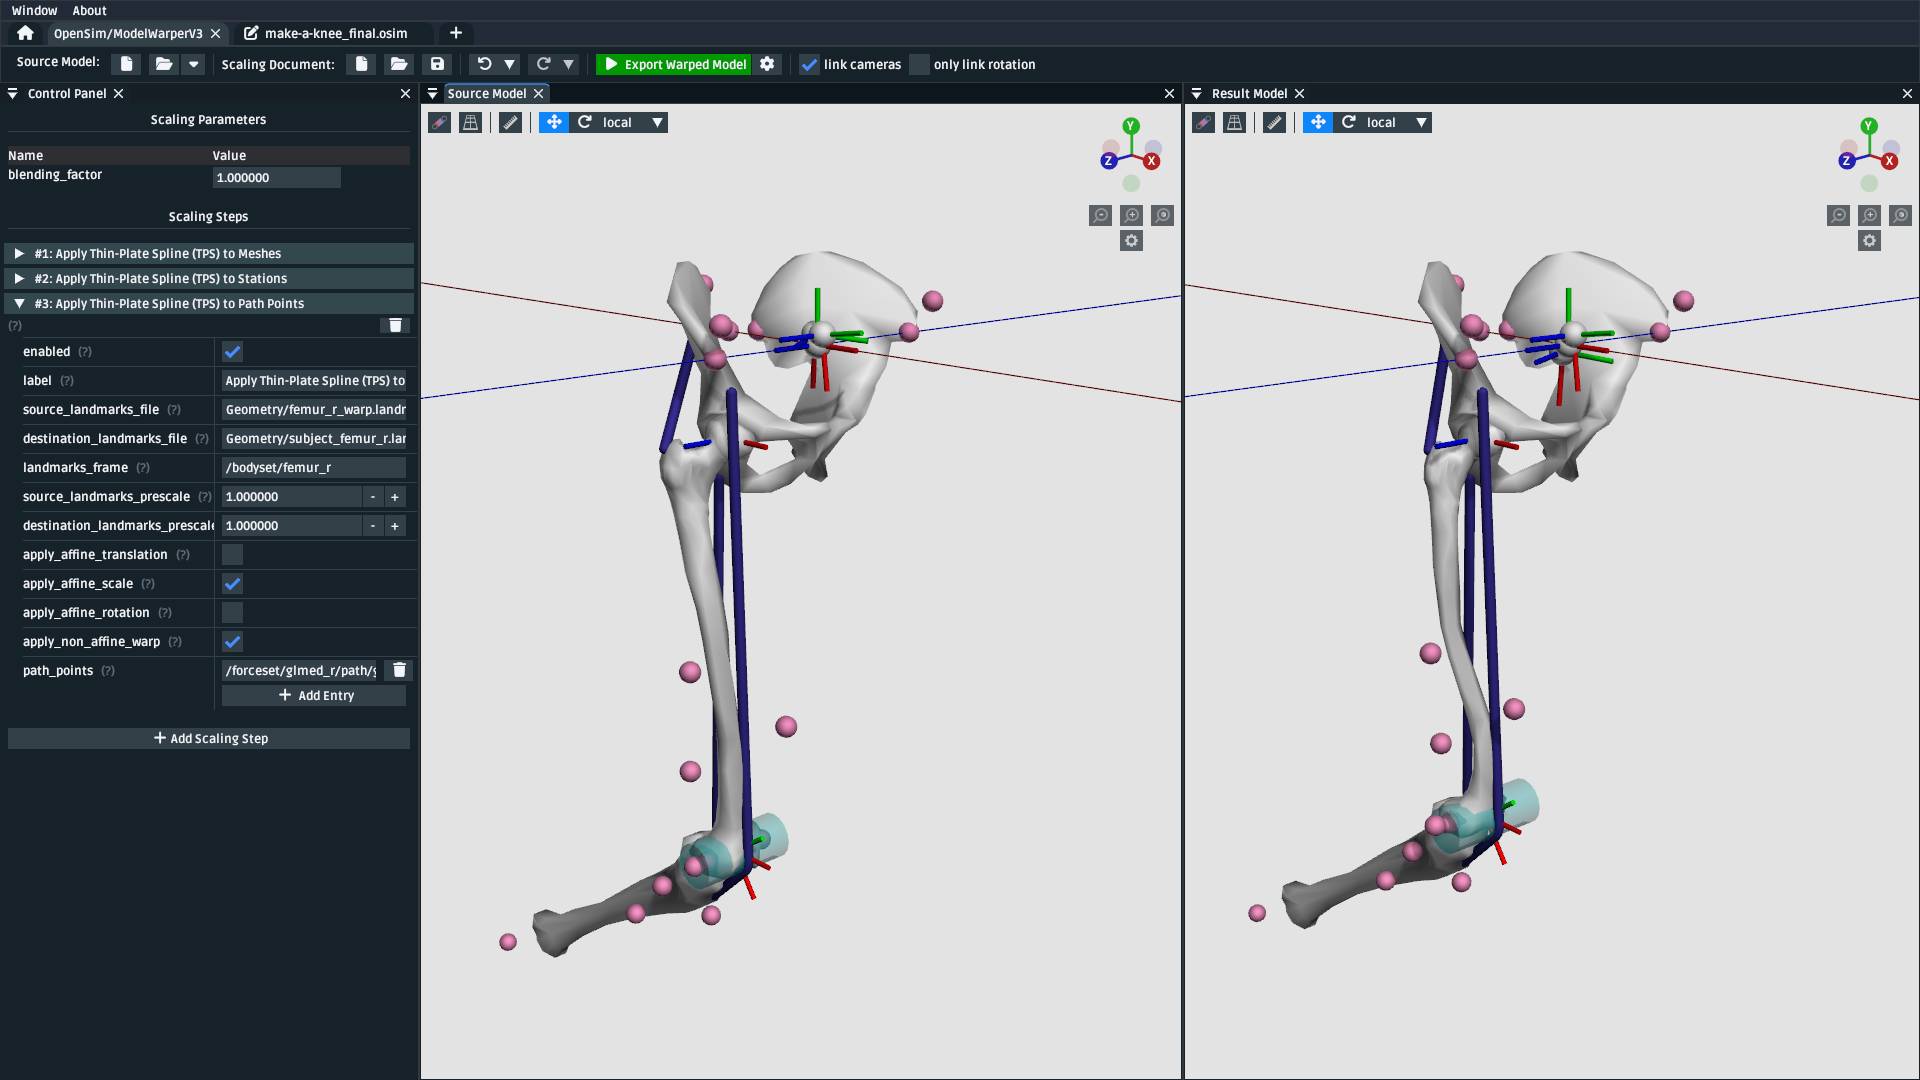 Window About
OpenSim/ModelWarperV3 make-a-knee_final.osim
Source Model: Scaling Document: Export Warped Model link cameras only link rotation
Control Panel
Scaling Parameters
Name Value
blending_factor 1.000000
Scaling Steps
#1: Apply Thin-Plate Spline (TPS) to Meshes
#2: Apply Thin-Plate Spline (TPS) to Stations
#3: Apply Thin-Plate Spline (TPS) to Path Points
(?)
enabled (?)
label (?) Apply Thin-Plate Spline (TPS) to
source_landmarks_file (?) Geometry/femur_r_warp.landr
destination_landmarks_file (?) Geometry/subject_femur_r.lar
landmarks_frame (?) /bodyset/femur_r
source_landmarks_prescale (?) 1.000000 - +
destination_landmarks_prescale 1.000000 - +
apply_affine_translation (?)
apply_affine_scale (?)
apply_affine_rotation (?)
apply_non_affine_warp (?)
path_points (?) /forceset/glmed_r/path/g
+ Add Entry
+ Add Scaling Step
Source Model
local
Y
Z X
Result Model
local
Y
Z X